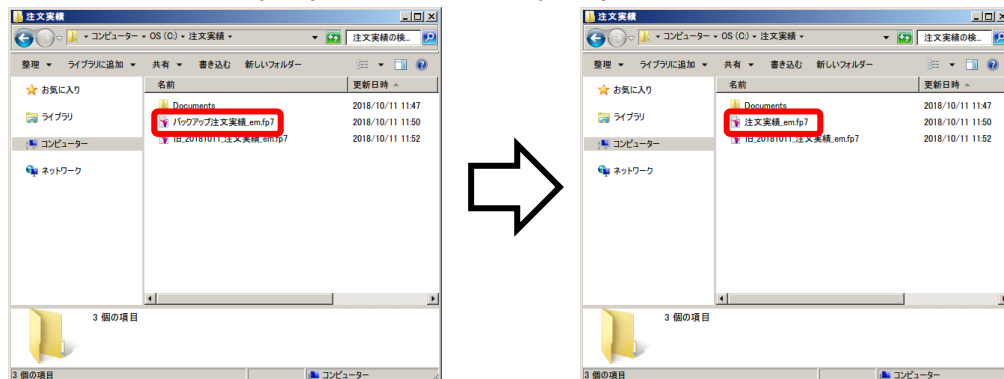 注文実績
コンピューター ▸ OS (C:) ▸ 注文実績
注文実績の検...
整理 ライブラリに追加 共有 書き込む 新しいフォルダー
お気に入り
ライブラリ
コンピューター
ネットワーク
名前 更新日時
Documents 2018/10/11 11:47
バックアップ注文実績_em.fp7 2018/10/11 11:50
旧_20181011_注文実績_em.fp7 2018/10/11 11:52
3 個の項目
3 個の項目 コンピューター
注文実績
コンピューター ▸ OS (C:) ▸ 注文実績
注文実績の検...
整理 ライブラリに追加 共有 書き込む 新しいフォルダー
お気に入り
ライブラリ
コンピューター
ネットワーク
名前 更新日時
Documents 2018/10/11 11:47
注文実績_em.fp7 2018/10/11 11:50
旧_20181011_注文実績_em.fp7 2018/10/11 11:52
3 個の項目
3 個の項目 コンピューター